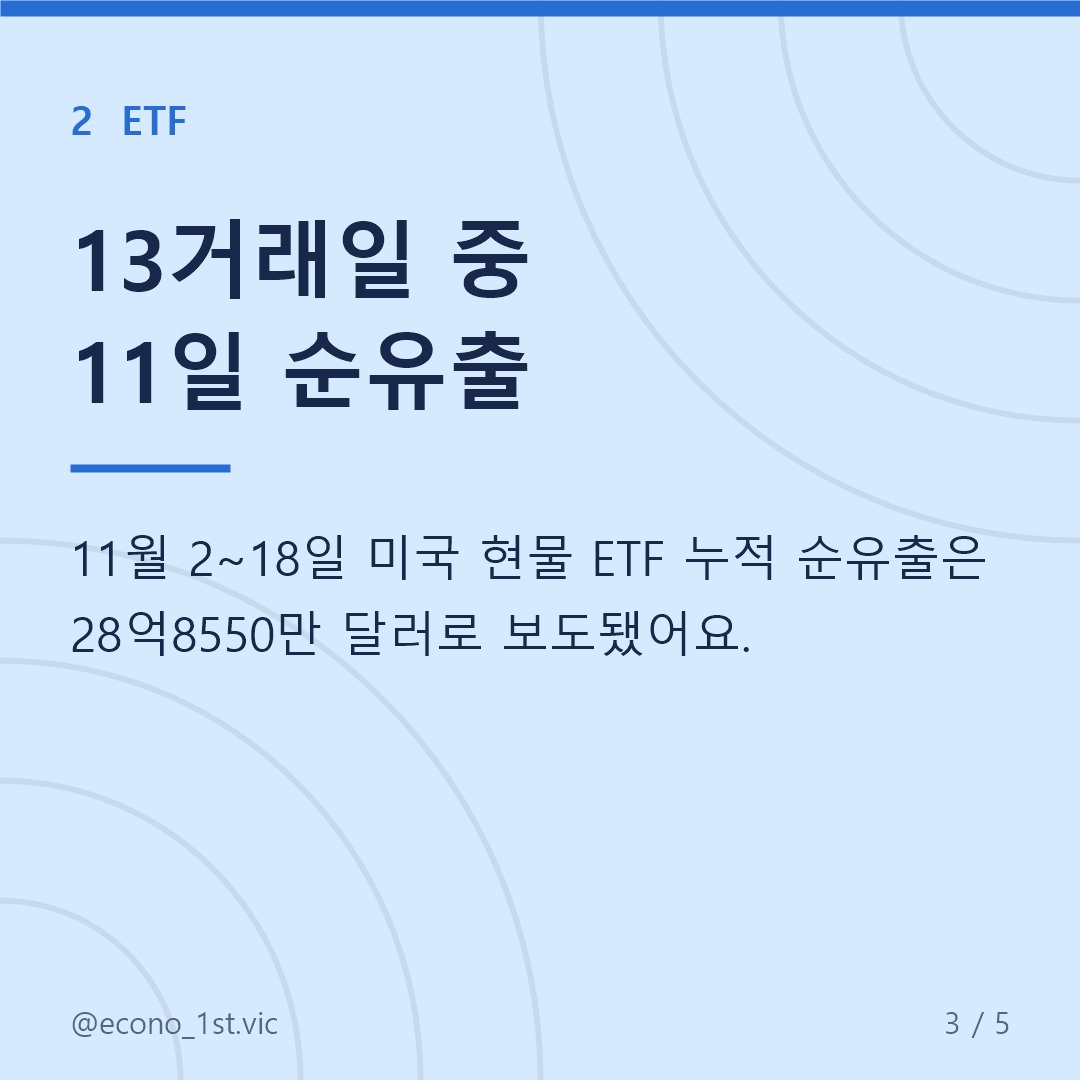 2 ETF
13거래일 중
11일 순유출
11월 2~18일 미국 현물 ETF 누적 순유출은
28억8550만 달러로 보도됐어요.
@econo_1st.vic
3 / 5